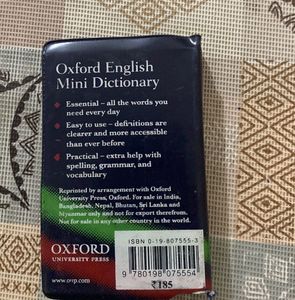 Oxford English
Mini Dictionary
Essential – all the words you
need every day
Easy to use – definitions are
clearer and more accessible
than ever before
Practical – extra help with
spelling, grammar, and
vocabulary
Reprinted by arrangement with Oxford
University Press, Oxford. For sale in India,
Bangladesh, Nepal, Bhutan, Sri Lanka and
Myanmar only and not for export therefrom.
Not for sale in any other country in the world.
ISBN 0-19-807555-3
OXFORD
UNIVERSITY PRESS
www.oup.com
9 780198 075554
₹185